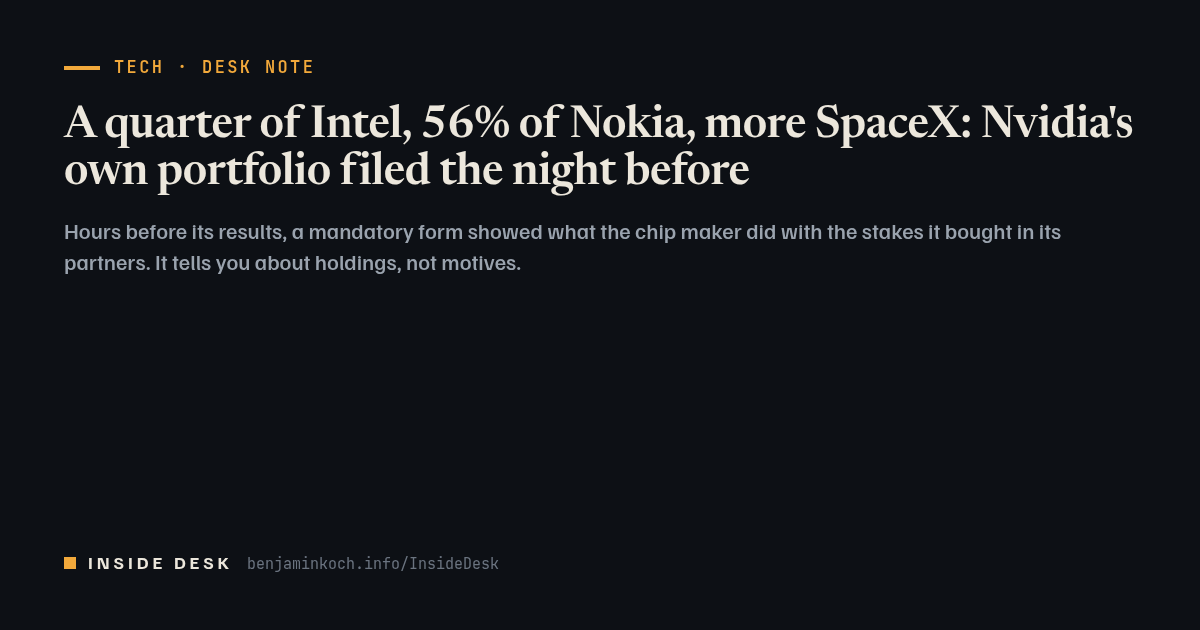 TECH · DESK NOTE
A quarter of Intel, 56% of Nokia, more SpaceX: Nvidia's
own portfolio filed the night before
Hours before its results, a mandatory form showed what the chip maker did with the stakes it bought in its
partners. It tells you about holdings, not motives.
INSIDE DESK benjaminkoch.info/InsideDesk